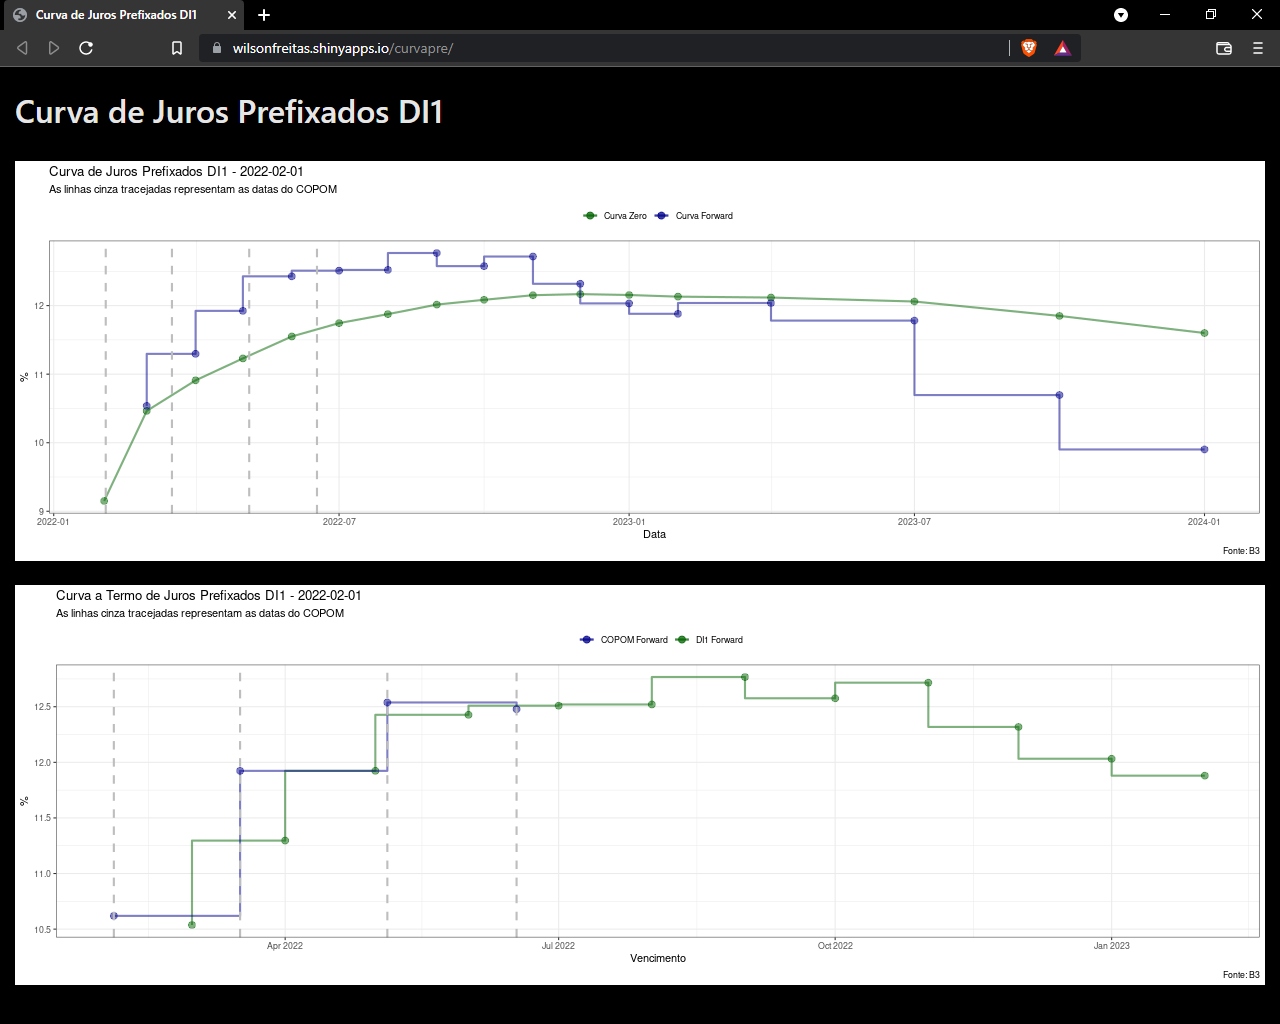 Curva de Juros Prefixados DI1
wilsonfreitas.shinyapps.io/curvapre/
Curva de Juros Prefixados DI1
Curva de Juros Prefixados DI1 - 2022-02-01
As linhas cinza tracejadas representam as datas do COPOM
Curva Zero Curva Forward
12
11
%
10
9
2022-01 2022-07 2023-01 2023-07 2024-01
Data
Fonte: B3
Curva a Termo de Juros Prefixados DI1 - 2022-02-01
As linhas cinza tracejadas representam as datas do COPOM
COPOM Forward DI1 Forward
12.5
12.0
%
11.5
11.0
10.5
Apr 2022 Jul 2022 Oct 2022 Jan 2023
Vencimento
Fonte: B3